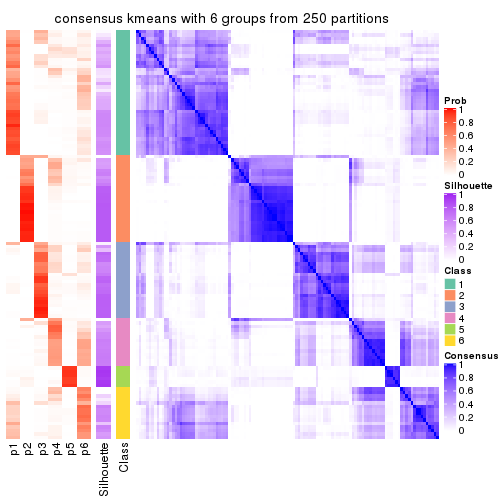 consensus kmeans with 6 groups from 250 partitions
Prob
1
0.8
0.6
0.4
0.2
0
Silhouette
1
0.8
0.6
0.4
0.2
0
Class
1
2
3
4
5
6
Consensus
1
0.8
0.6
0.4
0.2
0
p1
p2
p3
p4
p5
p6
Silhouette
Class